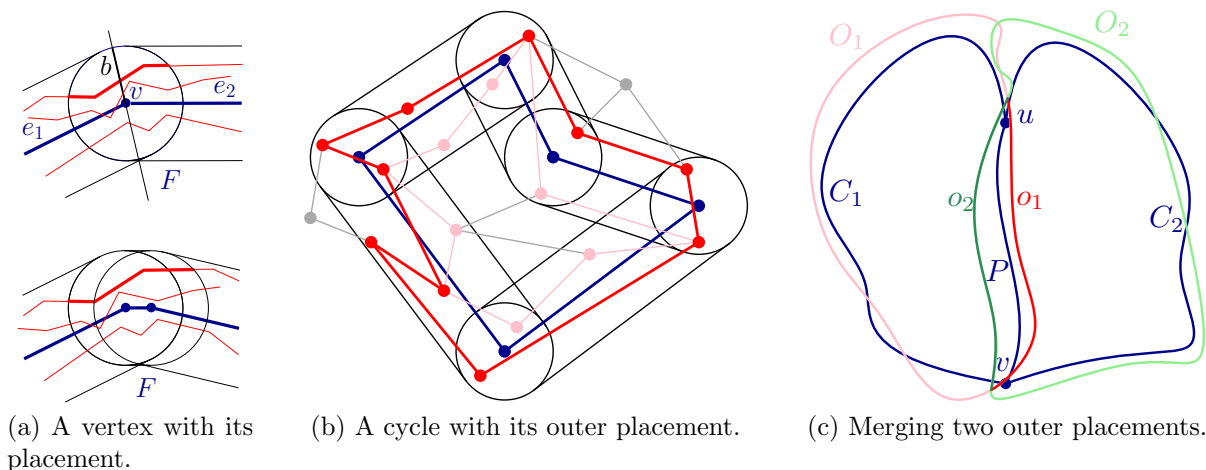 b
v
e₁
e₂
F
F
O₁
O₂
u
C₁
o₂
o₁
C₂
P
v
(a) A vertex with its
placement.
(b) A cycle with its outer placement.
(c) Merging two outer placements.